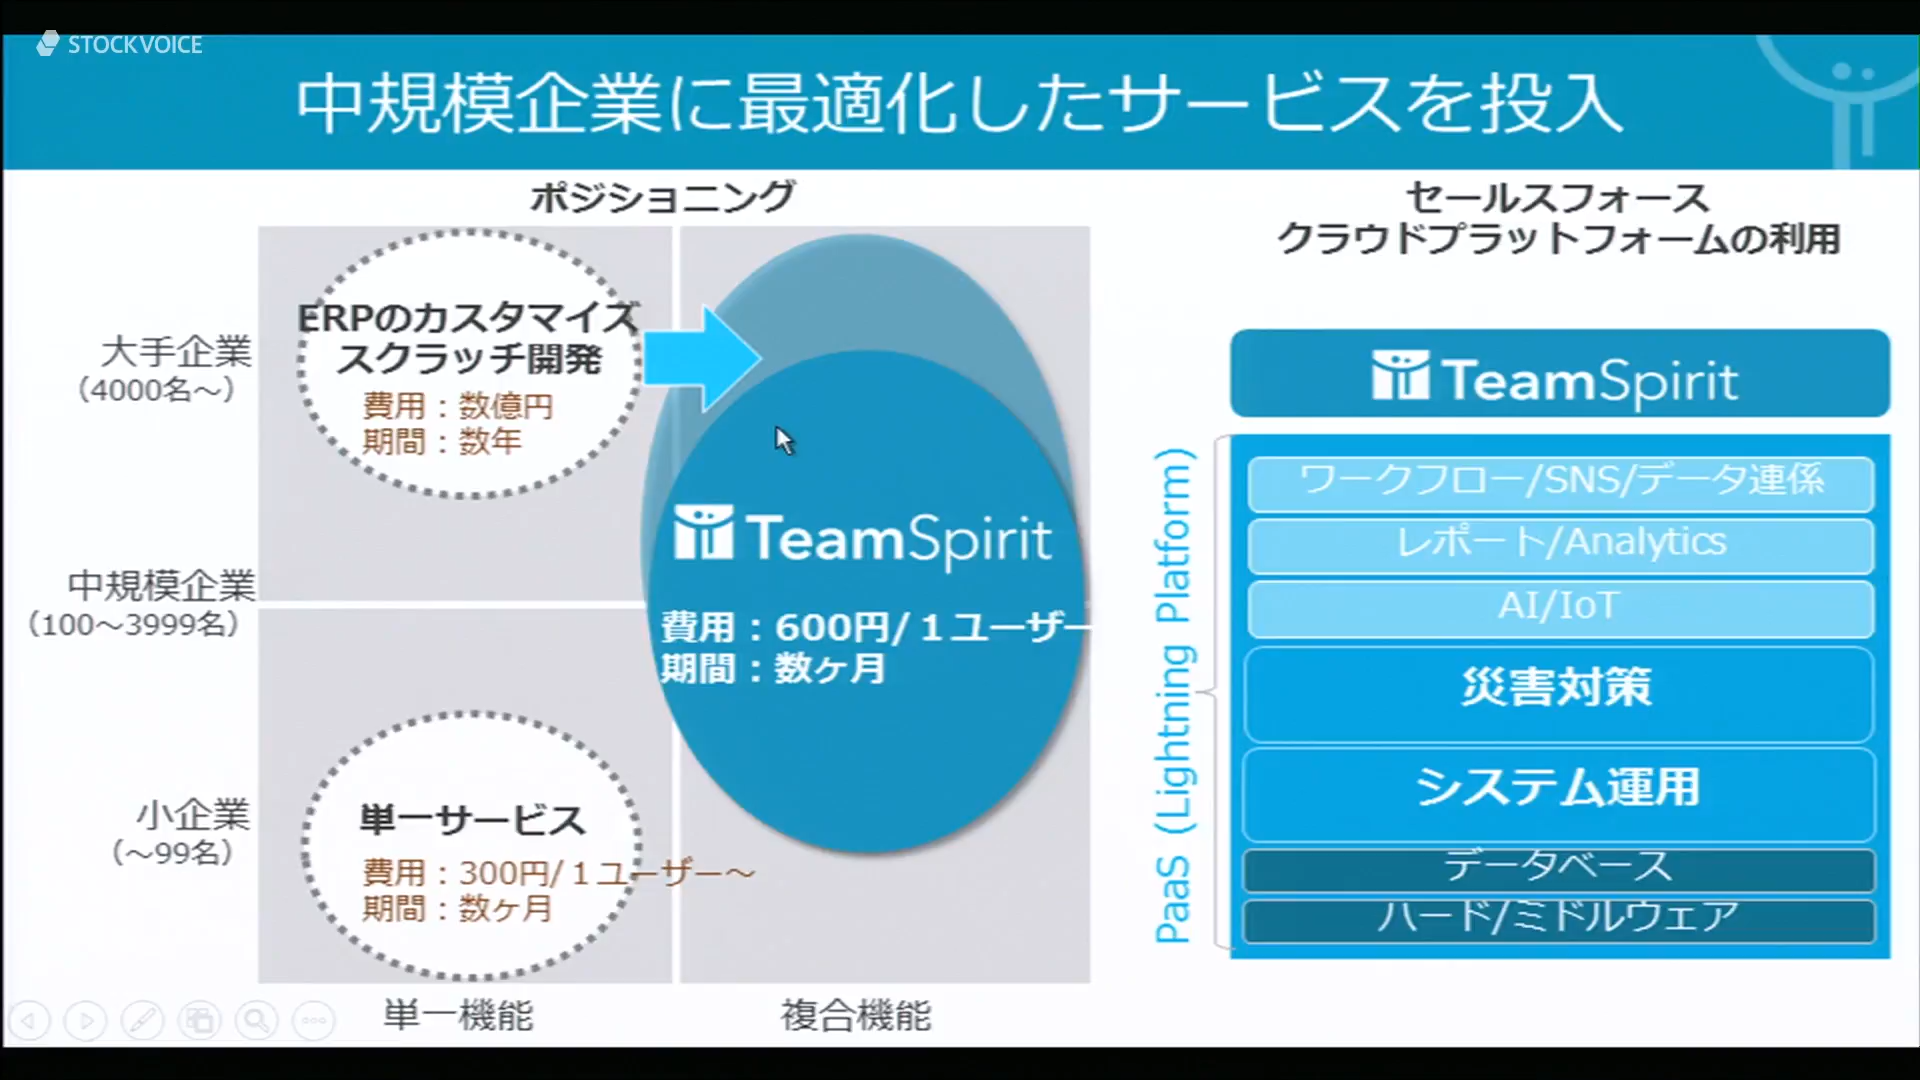 STOCKVOICE
中規模企業に最適化したサービスを投入
ポジショニング
大手企業
（4000名～）
中規模企業
（100～3999名）
小企業
（～99名）
ERPのカスタマイズ
スクラッチ開発
費用：数億円
期間：数年
TeamSpirit
費用：600円/１ユーザー
期間：数ヶ月
単一サービス
費用：300円/１ユーザー～
期間：数ヶ月
単一機能
複合機能
セールスフォース
クラウドプラットフォームの利用
TeamSpirit
PaaS (Lightning Platform)
ワークフロー/SNS/データ連係
レポート/Analytics
AI/IoT
災害対策
システム運用
データベース
ハード/ミドルウェア